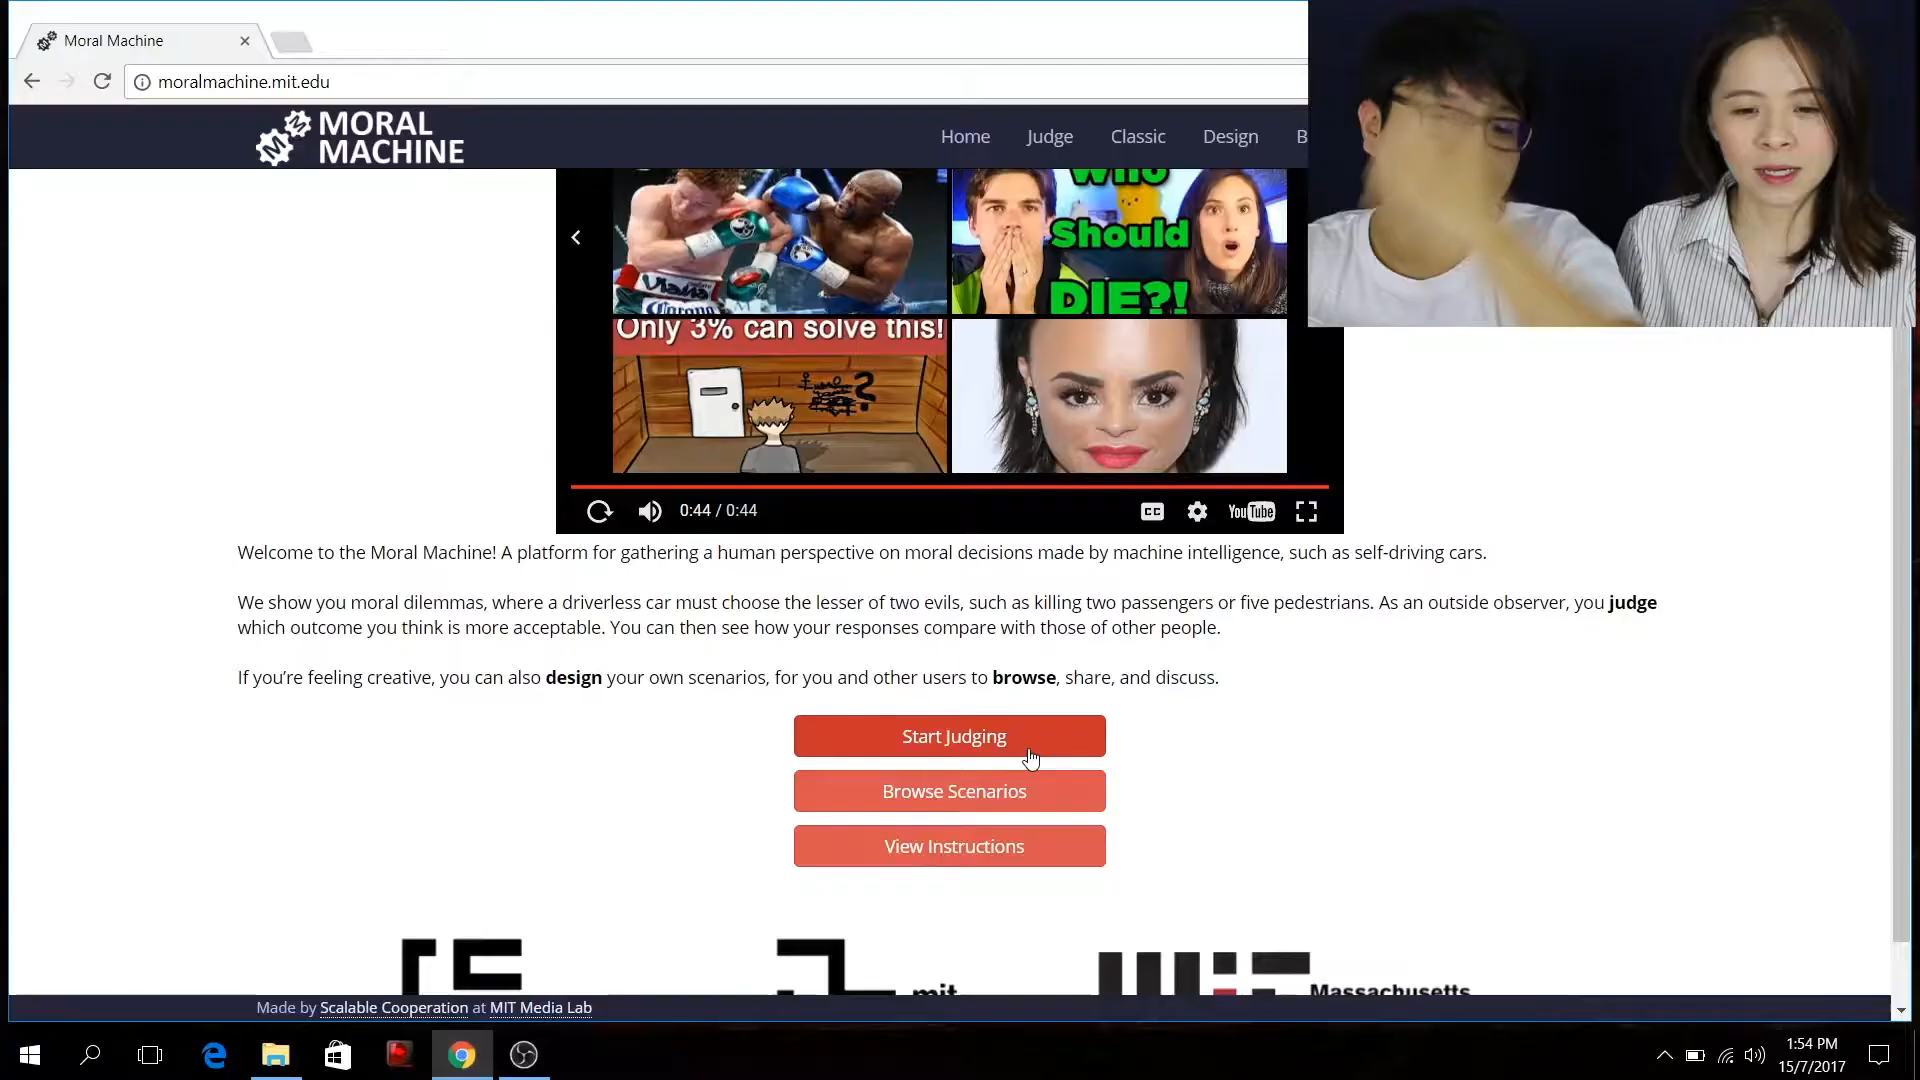 Moral Machine
moralmachine.mit.edu
MORAL
MACHINE
Home Judge Classic Design B
Who
Should
DIE?!
Only 3% can solve this!
0:44 / 0:44
CC
YouTube
Welcome to the Moral Machine! A platform for gathering a human perspective on moral decisions made by machine intelligence, such as self-driving cars.
We show you moral dilemmas, where a driverless car must choose the lesser of two evils, such as killing two passengers or five pedestrians. As an outside observer, you judge
which outcome you think is more acceptable. You can then see how your responses compare with those of other people.
If you’re feeling creative, you can also design your own scenarios, for you and other users to browse, share, and discuss.
Start Judging
Browse Scenarios
View Instructions
mit
Massachusetts
Made by Scalable Cooperation at MIT Media Lab
1:54 PM
15/7/2017